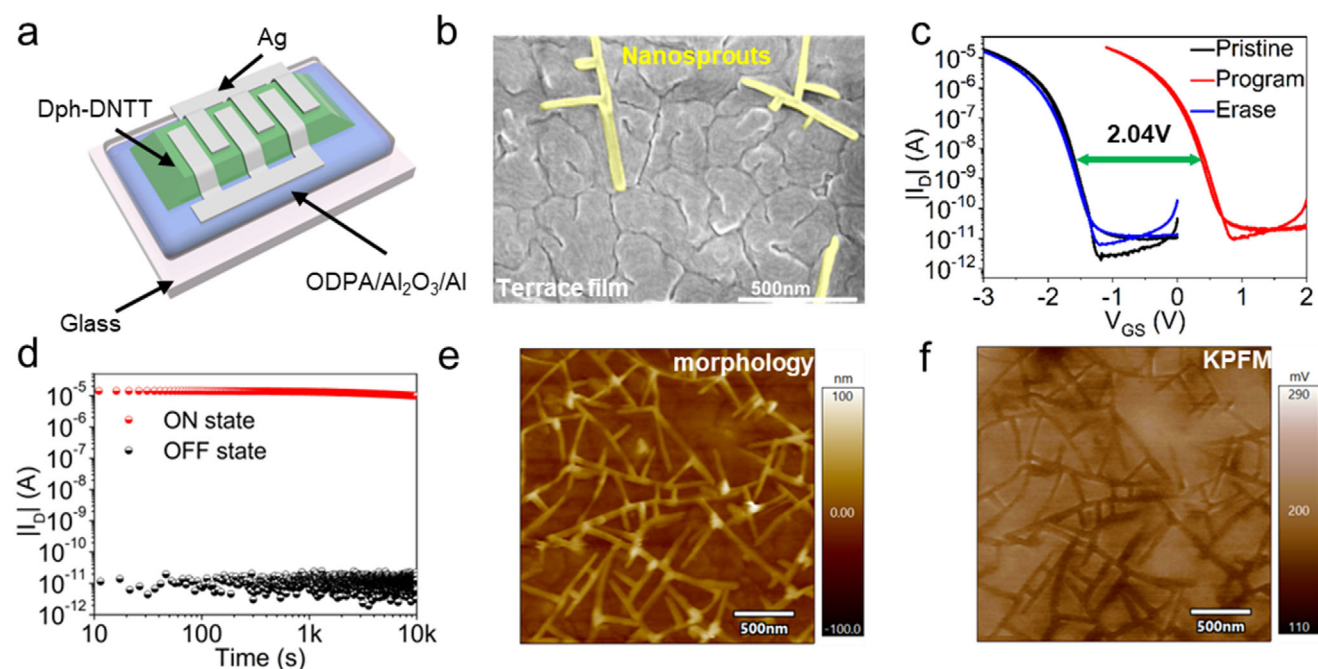 a
Ag
Dph-DNTT
ODPA/Al₂O₃/Al
Glass
b
Nanosprouts
Terrace film
500nm
c
10⁻⁵
10⁻⁶
10⁻⁷
10⁻⁸
10⁻⁹
10⁻¹⁰
10⁻¹¹
10⁻¹²
|I_D| (A)
Pristine
Program
Erase
2.04V
-3 -2 -1 0 1 2
V_GS (V)
d
10⁻⁵
10⁻⁶
10⁻⁷
10⁻⁸
10⁻⁹
10⁻¹⁰
10⁻¹¹
10⁻¹²
|I_D| (A)
ON state
OFF state
10 100 1k 10k
Time (s)
e
morphology
nm
100
0.00
-100.0
500nm
f
KPFM
mV
290
200
110
500nm